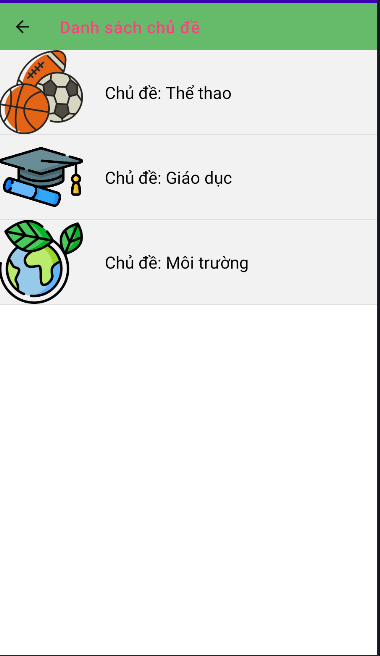 Danh sách chủ đề
Chủ đề: Thể thao
Chủ đề: Giáo dục
Chủ đề: Môi trường